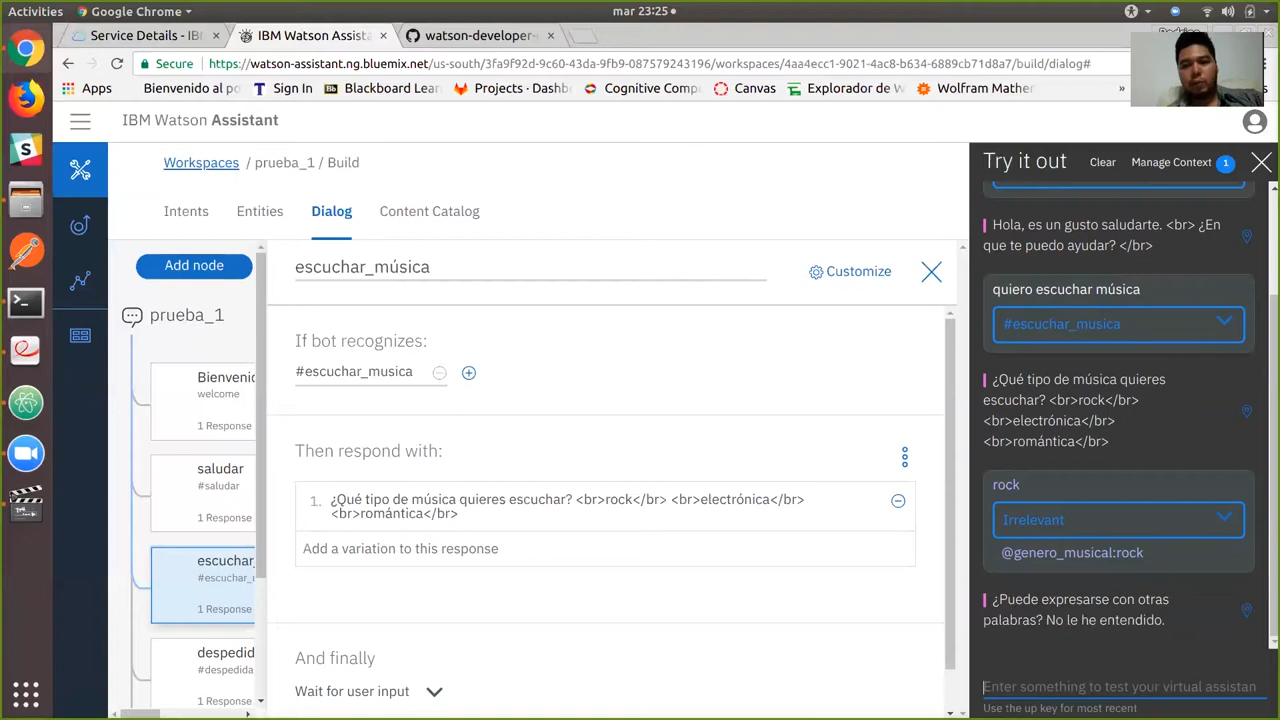 Activities
Google Chrome
mar 23:25
Service Details - IBM
IBM Watson Assist
watson-developer-
Secure
https://watson-assistant.ng.bluemix.net/us-south/3fa9f92d-9c60-43da-9fb9-087579243196/workspaces/4aa4ecc1-9021-4ac8-b634-6889cb71d8a7/build/dialog#
Apps
Bienvenido al po
Sign In
Bb
Blackboard Lear
Projects · Dashb
Cognitive Comp
Canvas
Explorador de V
Wolfram Mather
»
IBM Watson Assistant
Workspaces / prueba_1 / Build
Intents
Entities
Dialog
Content Catalog
Add node
prueba_1
Bienvenid
welcome
1 Response
saludar
#saludar
1 Response
escuchar_
#escuchar_m
1 Response
despedid
#despedida
1 Response
escuchar_música
Customize
If bot recognizes:
#escuchar_musica
Then respond with:
1. ¿Qué tipo de música quieres escuchar? <br>rock</br> <br>electrónica</br>
<br>romántica</br>
Add a variation to this response
And finally
Wait for user input
Try it out
Clear
Manage Context
1
Hola, es un gusto saludarte. <br> ¿En
que te puedo ayudar? </br>
quiero escuchar música
#escuchar_musica
¿Qué tipo de música quieres
escuchar? <br>rock</br>
<br>electrónica</br>
<br>romántica</br>
rock
Irrelevant
@genero_musical:rock
¿Puede expresarse con otras
palabras? No le he entendido.
Enter something to test your virtual assistan
Use the up key for most recent